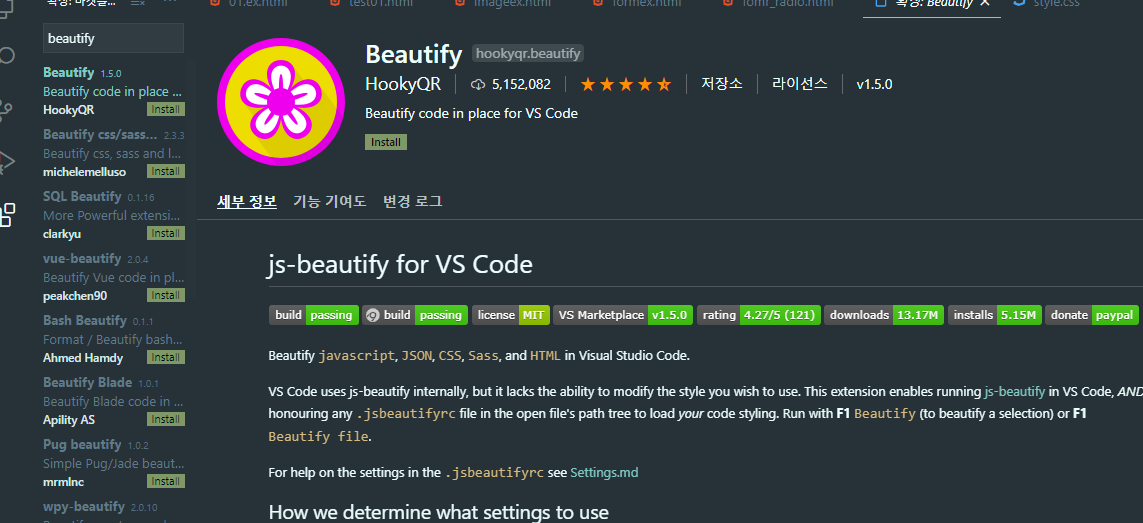 확장: 마켓플...
01.ex.html
test01.html
imageex.html
formex.html
fomr_radio.html
확장: Beautify
style.css
beautify
Beautify 1.5.0
Beautify code in place ...
HookyQR Install
Beautify css/sass... 2.3.3
Beautify css, sass and l...
michelemelluso Install
SQL Beautify 0.1.16
More Powerful extensi...
clarkyu Install
vue-beautify 2.0.4
Beautify Vue code in pl...
peakchen90 Install
Bash Beautify 0.1.1
Format / Beautify bash...
Ahmed Hamdy Install
Beautify Blade 1.0.1
Beautify Blade code in ...
Apility AS Install
Pug beautify 1.0.2
Simple Pug/Jade beaut...
mrmlnc Install
wpy-beautify 2.0.10
Beautify hookyqr.beautify
HookyQR 5,152,082 저장소 라이선스 v1.5.0
Beautify code in place for VS Code
Install
세부 정보 기능 기여도 변경 로그
js-beautify for VS Code
build passing build passing license MIT VS Marketplace v1.5.0 rating 4.27/5 (121) downloads 13.17M installs 5.15M donate paypal
Beautify javascript, JSON, CSS, Sass, and HTML in Visual Studio Code.
VS Code uses js-beautify internally, but it lacks the ability to modify the style you wish to use. This extension enables running js-beautify in VS Code, AND
honouring any .jsbeautifyrc file in the open file's path tree to load your code styling. Run with F1 Beautify (to beautify a selection) or F1
Beautify file.
For help on the settings in the .jsbeautifyrc see Settings.md
How we determine what settings to use